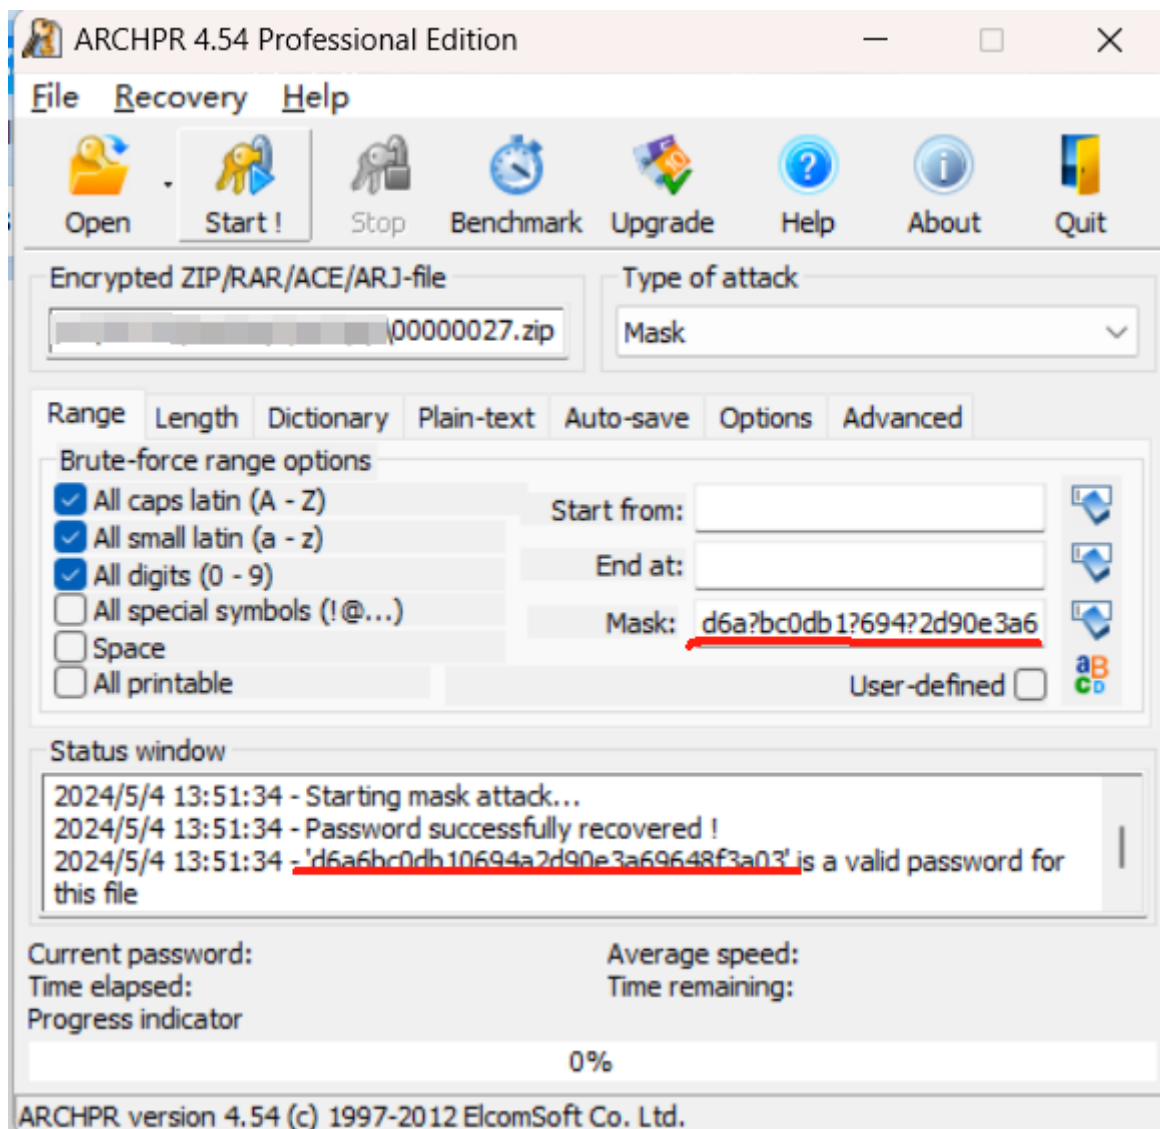 ARCHPR 4.54 Professional Edition
File Recovery Help
Open Start ! Stop Benchmark Upgrade Help About Quit
Encrypted ZIP/RAR/ACE/ARJ-file
\00000027.zip
Type of attack
Mask
Range Length Dictionary Plain-text Auto-save Options Advanced
Brute-force range options
All caps latin (A - Z)
All small latin (a - z)
All digits (0 - 9)
All special symbols (!@...)
Space
All printable
Start from:
End at:
Mask: d6a?bc0db1?694?2d90e3a6
User-defined
Status window
2024/5/4 13:51:34 - Starting mask attack...
2024/5/4 13:51:34 - Password successfully recovered !
2024/5/4 13:51:34 - 'd6a6bc0db10694a2d90e3a69648f3a03' is a valid password for
this file
Current password:
Average speed:
Time elapsed:
Time remaining:
Progress indicator
0%
ARCHPR version 4.54 (c) 1997-2012 ElcomSoft Co. Ltd.